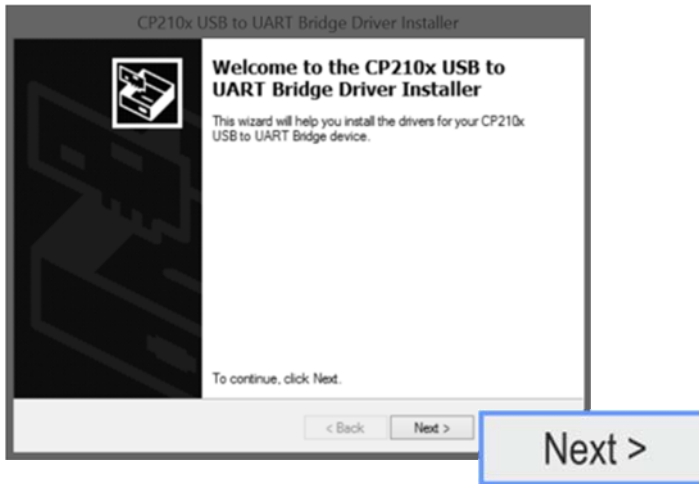 CP210x USB to UART Bridge Driver Installer
Welcome to the CP210x USB to
UART Bridge Driver Installer
This wizard will help you install the drivers for your CP210x
USB to UART Bridge device.
To continue, click Next.
< Back Next >
Next >